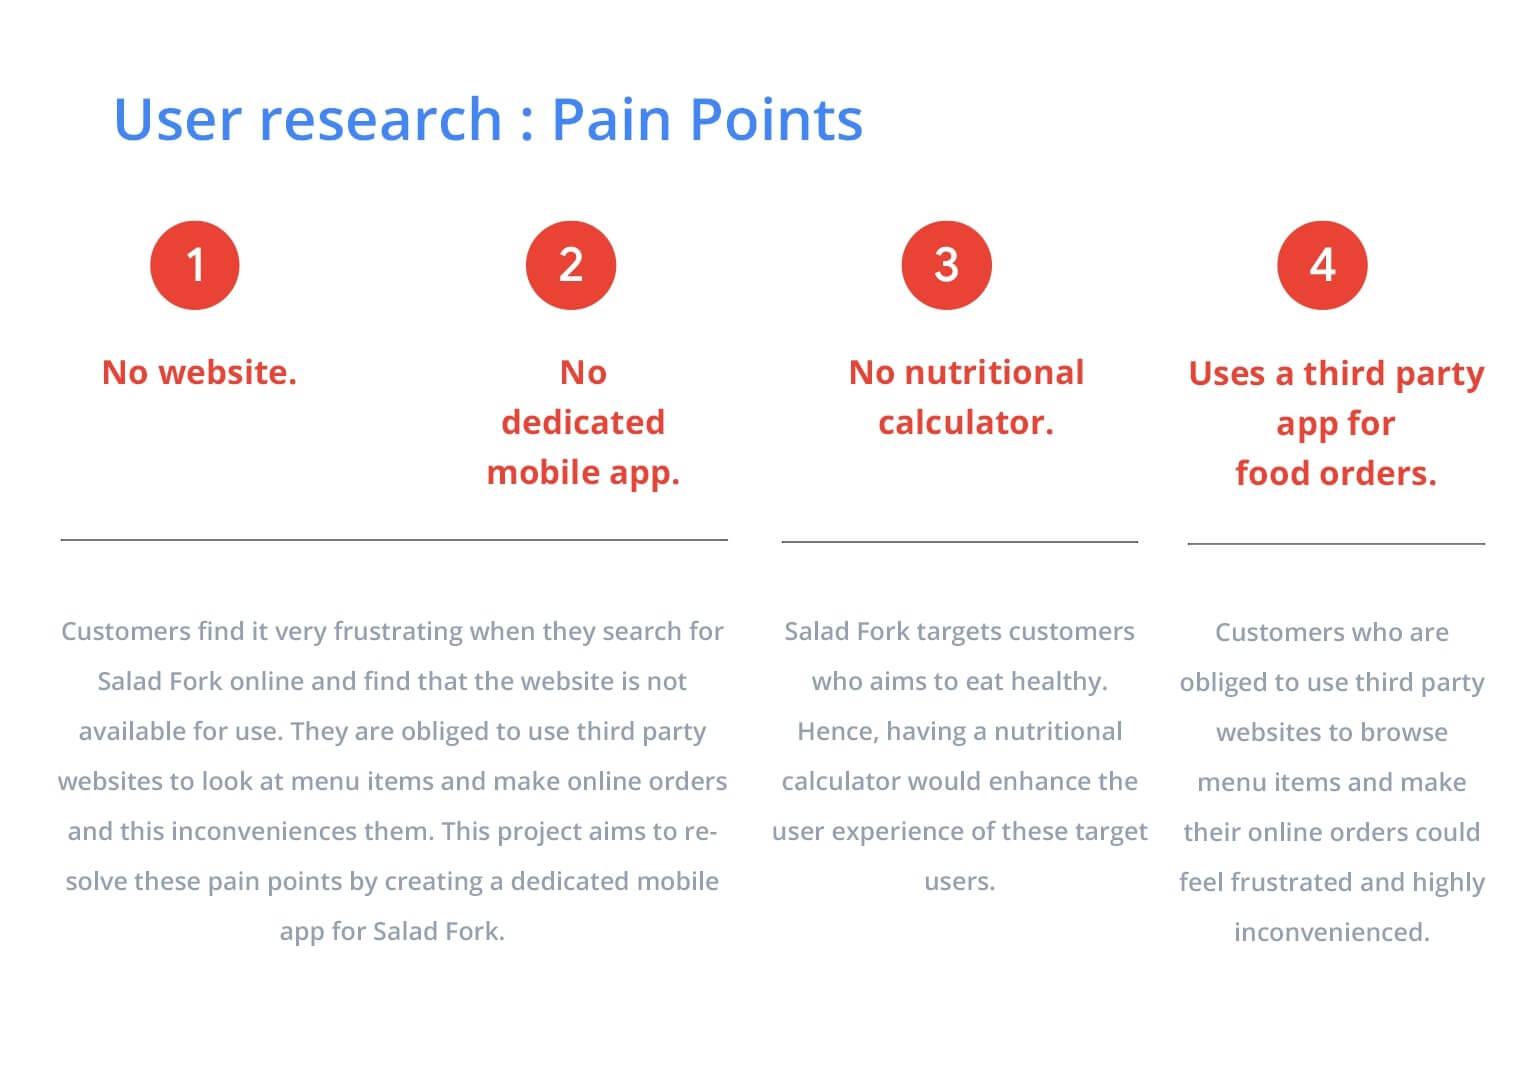 User research : Pain Points
1
No website.
2
No
dedicated
mobile app.
3
No nutritional
calculator.
4
Uses a third party
app for
food orders.
Customers find it very frustrating when they search for
Salad Fork online and find that the website is not
available for use. They are obliged to use third party
websites to look at menu items and make online orders
and this inconveniences them. This project aims to re-
solve these pain points by creating a dedicated mobile
app for Salad Fork.
Salad Fork targets customers
who aims to eat healthy.
Hence, having a nutritional
calculator would enhance the
user experience of these target
users.
Customers who are
obliged to use third party
websites to browse
menu items and make
their online orders could
feel frustrated and highly
inconvenienced.